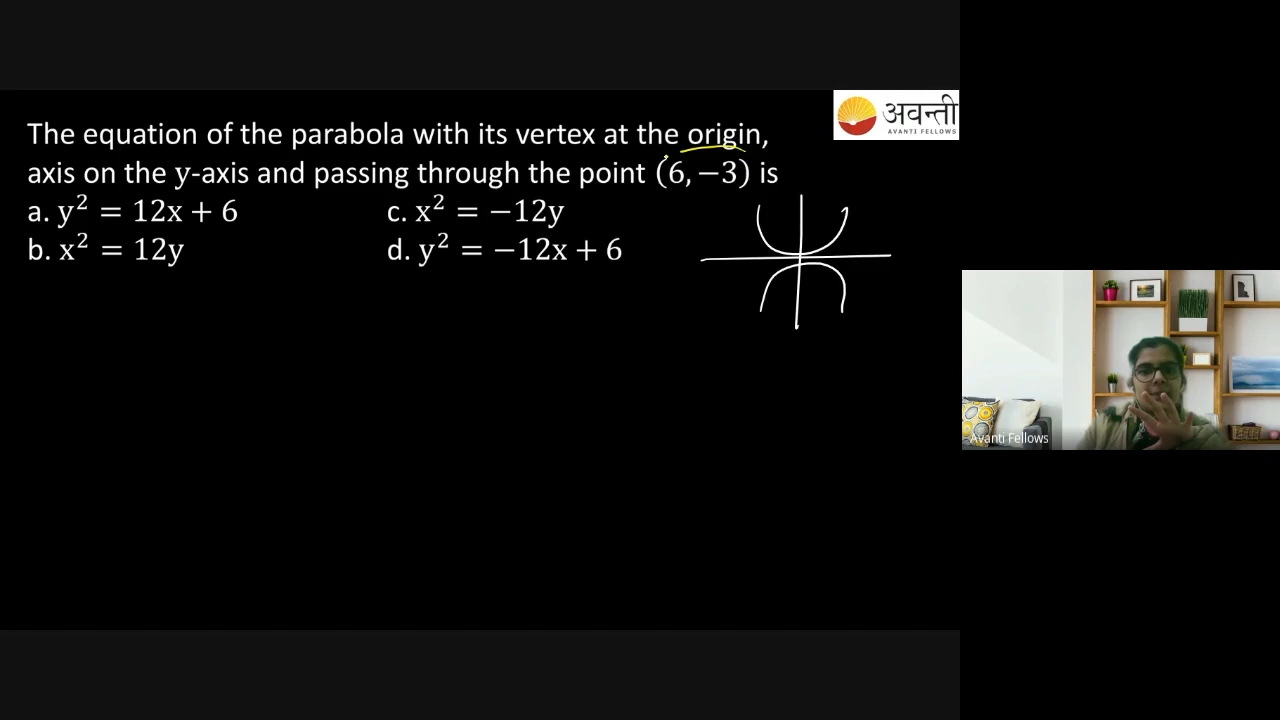 The equation of the parabola with its vertex at the origin,
axis on the y-axis and passing through the point (6, −3) is
a. y² = 12x + 6
c. x² = −12y
b. x² = 12y
d. y² = −12x + 6
अवन्ती
AVANTI FELLOWS
Avanti Fellows